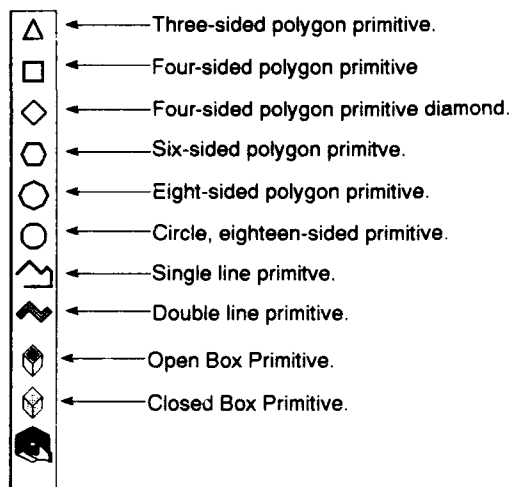 Three-sided polygon primitive.
Four-sided polygon primitive
Four-sided polygon primitive diamond.
Six-sided polygon primitve.
Eight-sided polygon primitive.
Circle, eighteen-sided primitive.
Single line primitve.
Double line primitive.
Open Box Primitive.
Closed Box Primitive.